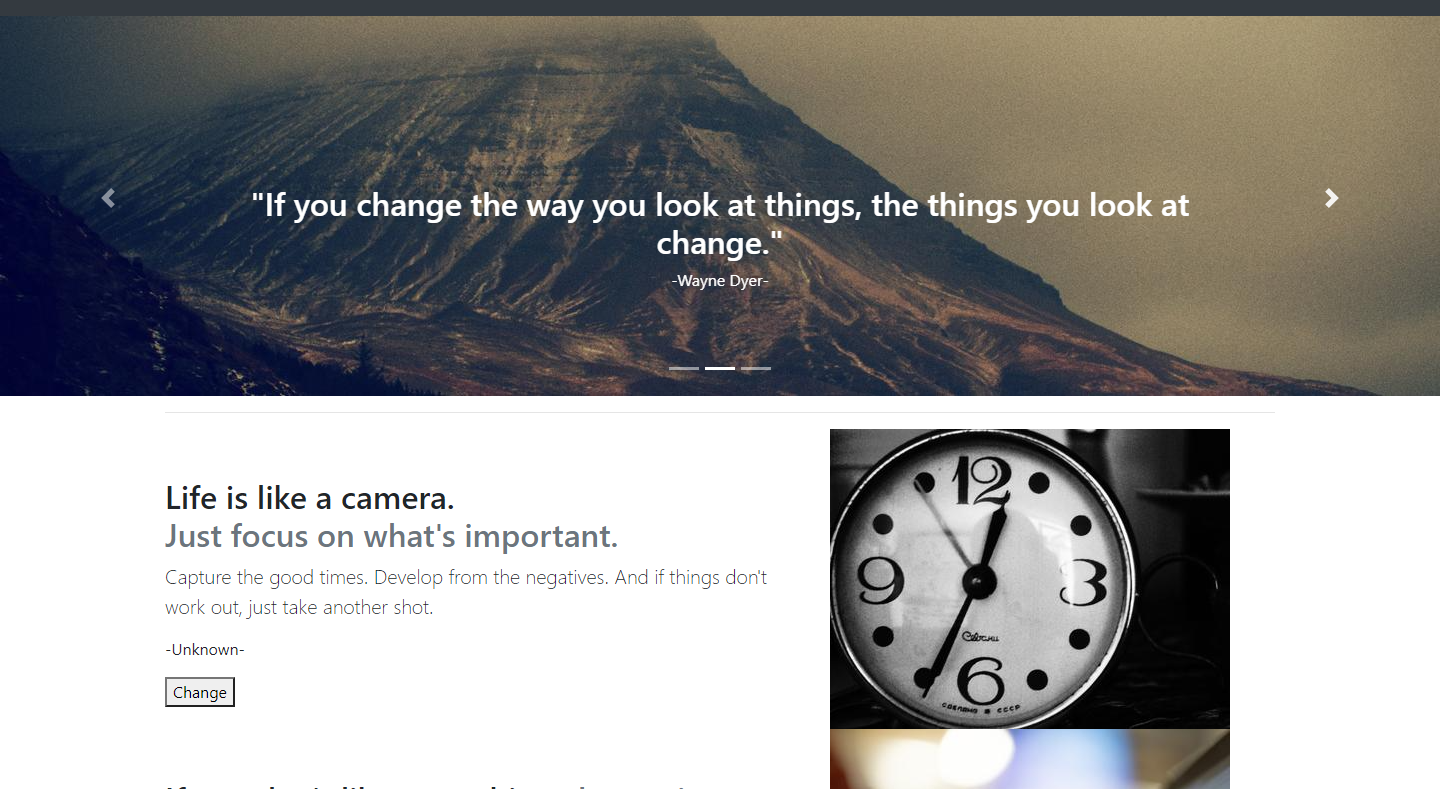 "If you change the way you look at things, the things you look at
change."
-Wayne Dyer-
Life is like a camera.
Just focus on what's important.
Capture the good times. Develop from the negatives. And if things don't
work out, just take another shot.
-Unknown-
Change
12
9
3
6
СДЕЛАНО В СССР